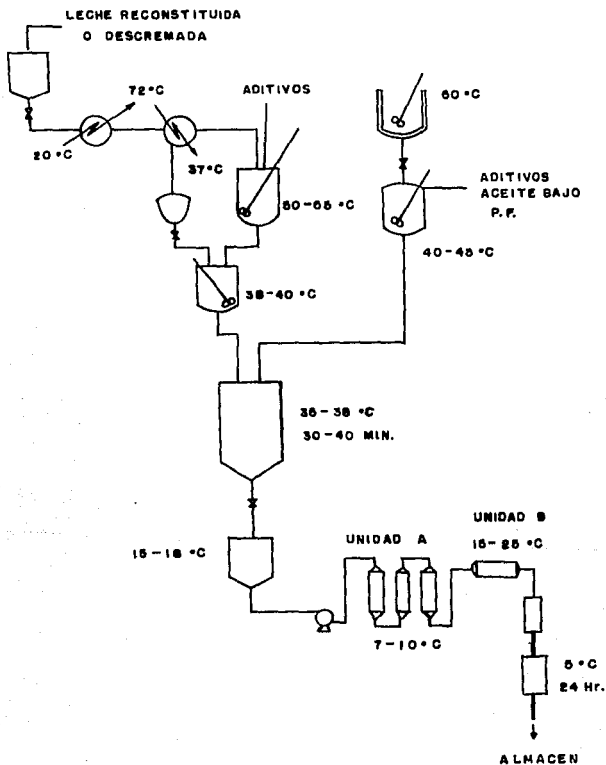 LECHE RECONSTITUIDA
O DESCREMADA
72°C
ADITIVOS
60°C
20°C
37°C
50-65 °C
ADITIVOS
ACEITE BAJO
P.F.
40-45°C
38-40 °C
35-38 °C
30-40 MIN.
UNIDAD B
15-25 °C
UNIDAD A
15-18 °C
7-10°C
5 °C
24 Hr.
ALMACEN